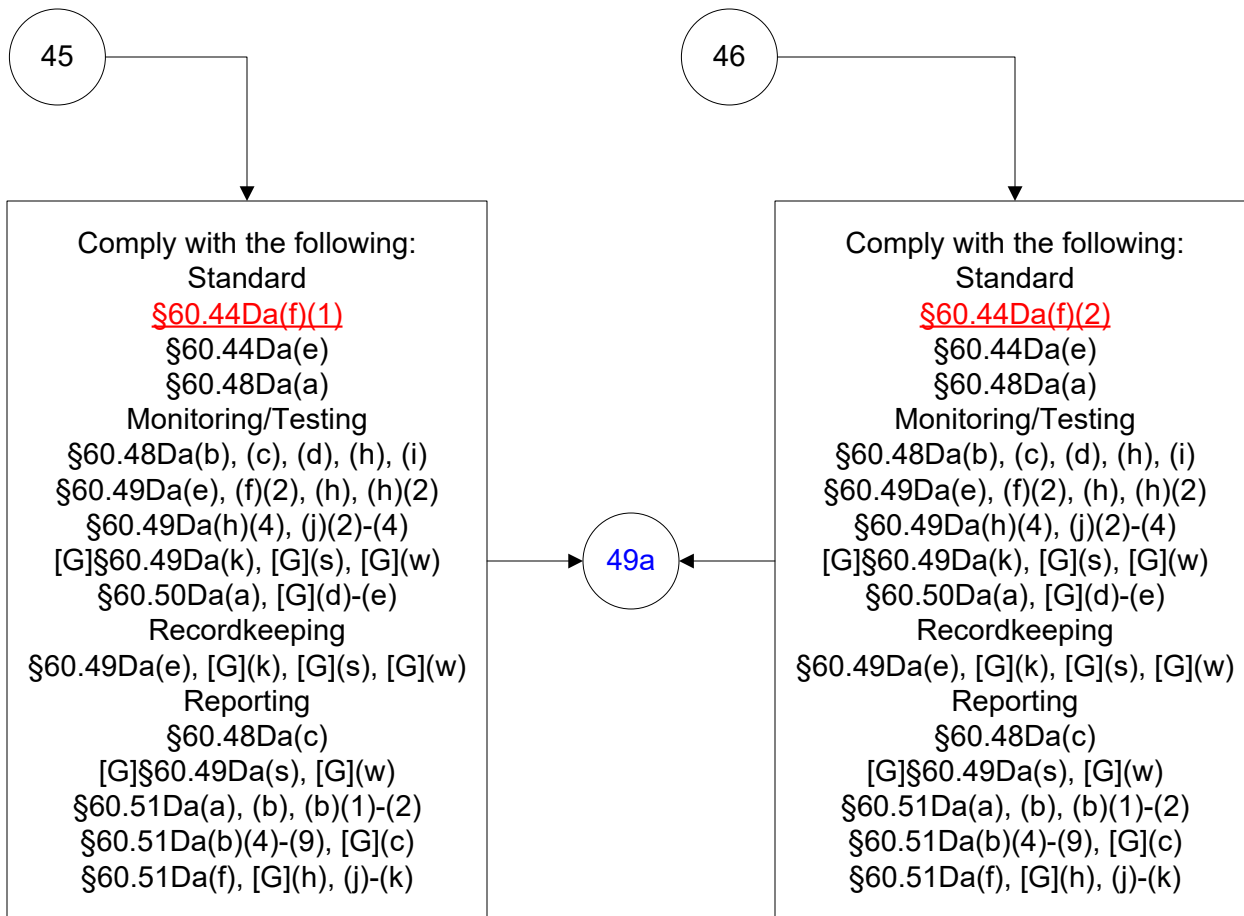 45
46
Comply with the following:
Standard
§60.44Da(f)(1)
§60.44Da(e)
§60.48Da(a)
Monitoring/Testing
§60.48Da(b), (c), (d), (h), (i)
§60.49Da(e), (f)(2), (h), (h)(2)
§60.49Da(h)(4), (j)(2)-(4)
[G]§60.49Da(k), [G](s), [G](w)
§60.50Da(a), [G](d)-(e)
Recordkeeping
§60.49Da(e), [G](k), [G](s), [G](w)
Reporting
§60.48Da(c)
[G]§60.49Da(s), [G](w)
§60.51Da(a), (b), (b)(1)-(2)
§60.51Da(b)(4)-(9), [G](c)
§60.51Da(f), [G](h), (j)-(k)
49a
Comply with the following:
Standard
§60.44Da(f)(2)
§60.44Da(e)
§60.48Da(a)
Monitoring/Testing
§60.48Da(b), (c), (d), (h), (i)
§60.49Da(e), (f)(2), (h), (h)(2)
§60.49Da(h)(4), (j)(2)-(4)
[G]§60.49Da(k), [G](s), [G](w)
§60.50Da(a), [G](d)-(e)
Recordkeeping
§60.49Da(e), [G](k), [G](s), [G](w)
Reporting
§60.48Da(c)
[G]§60.49Da(s), [G](w)
§60.51Da(a), (b), (b)(1)-(2)
§60.51Da(b)(4)-(9), [G](c)
§60.51Da(f), [G](h), (j)-(k)